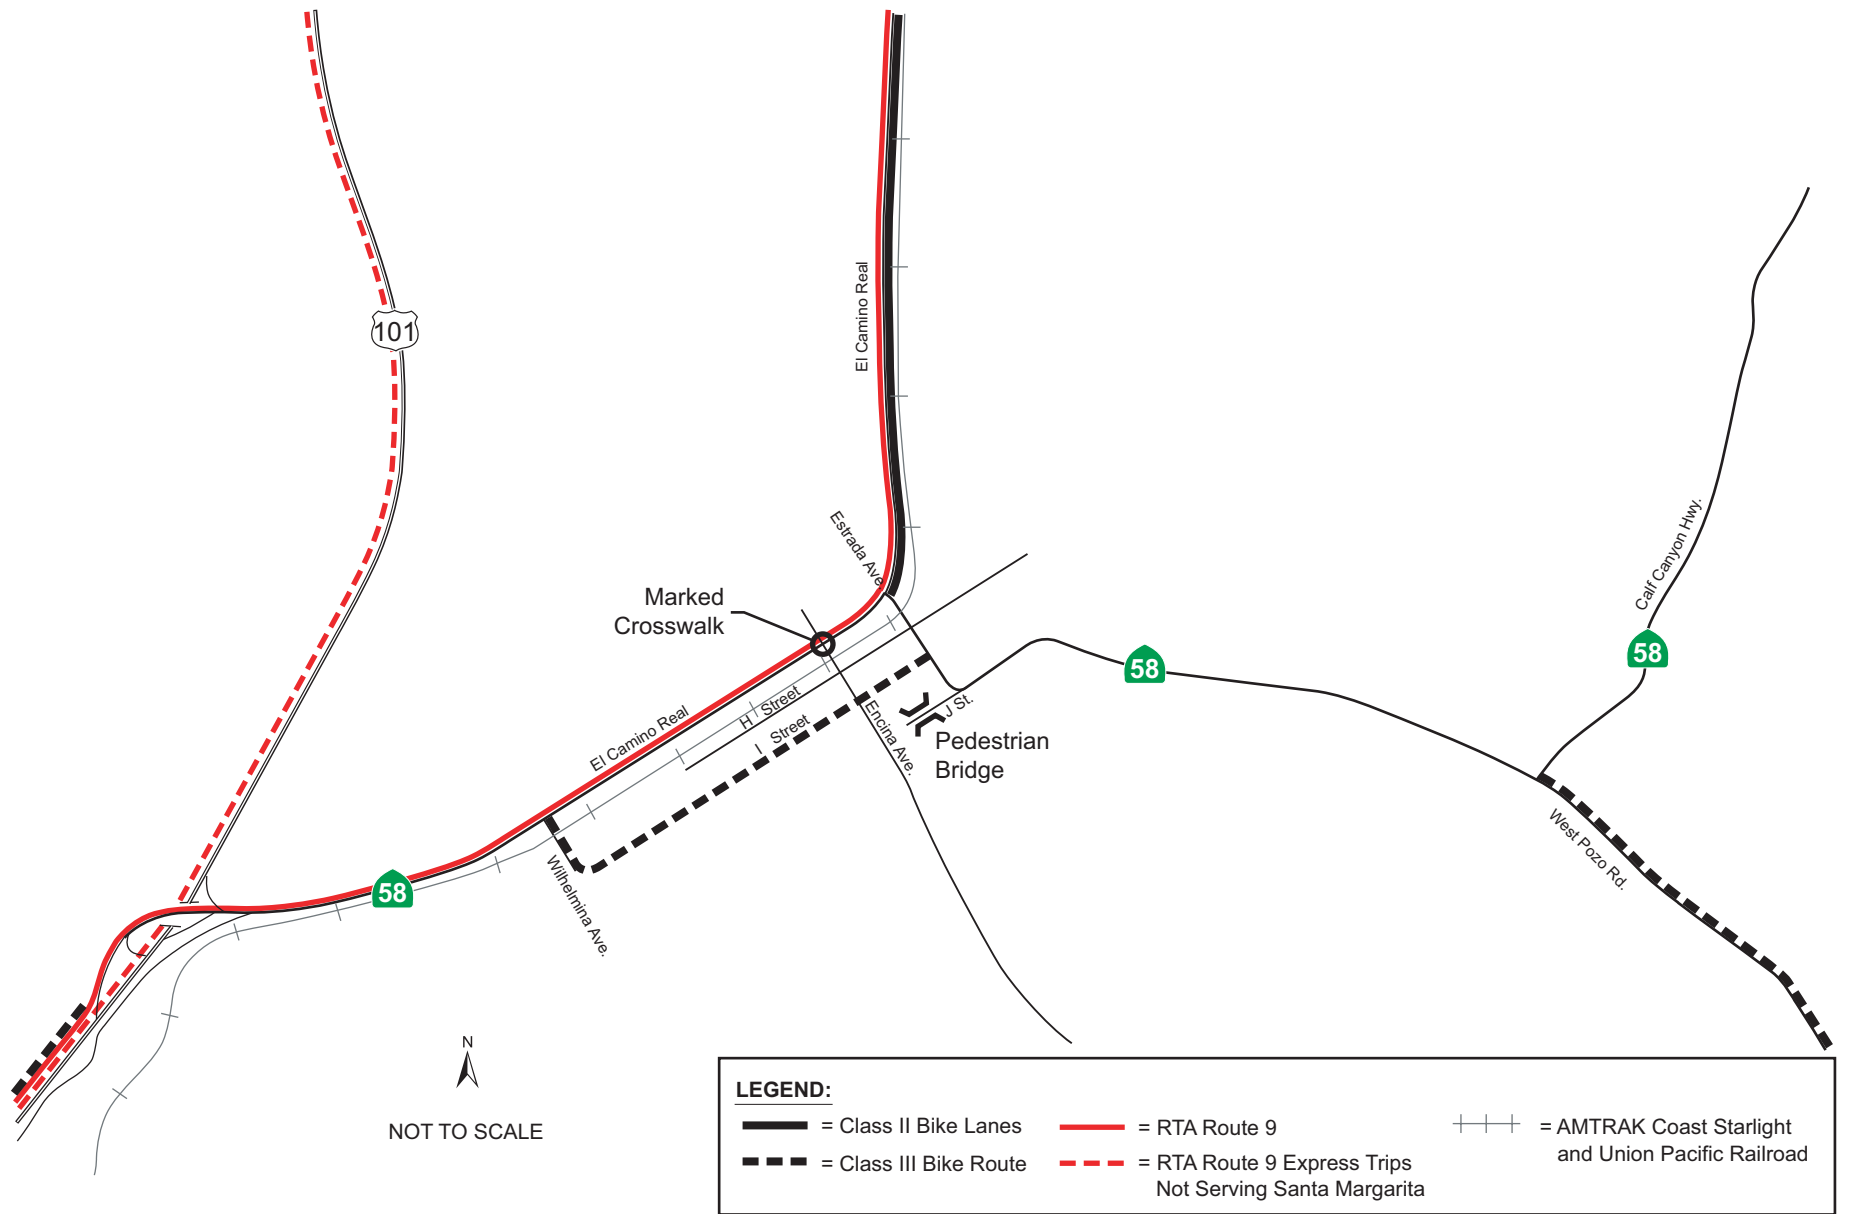 101
El Camino Real
Estrada Ave.
Marked
Crosswalk
Calf Canyon Hwy.
58
58
H Street
I Street
El Camino Real
Encina Ave.
J St.
Pedestrian
Bridge
West Pozo Rd.
Wilhelmina Ave.
58
N
NOT TO SCALE
LEGEND:
= Class II Bike Lanes
= Class III Bike Route
= RTA Route 9
= RTA Route 9 Express Trips
Not Serving Santa Margarita
= AMTRAK Coast Starlight
and Union Pacific Railroad